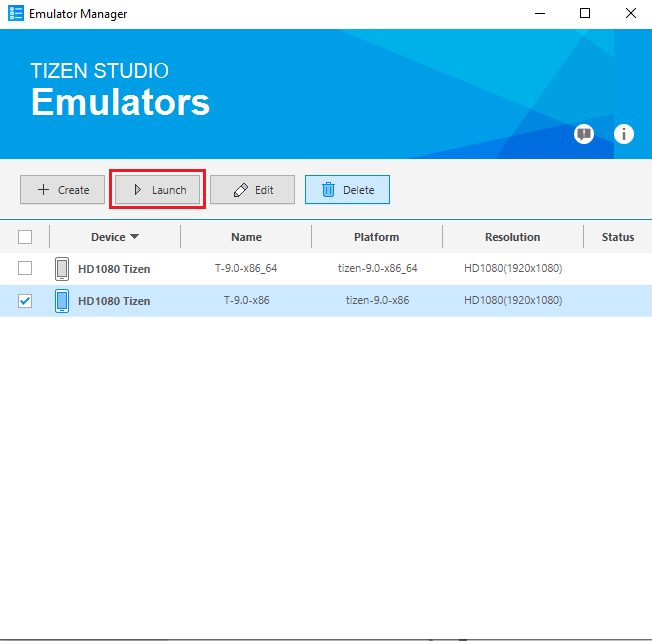 Emulator Manager
TIZEN STUDIO
Emulators
Create Launch Edit Delete
Device Name Platform Resolution Status
HD1080 Tizen T-9.0-x86_64 tizen-9.0-x86_64 HD1080(1920x1080)
HD1080 Tizen T-9.0-x86 tizen-9.0-x86 HD1080(1920x1080)